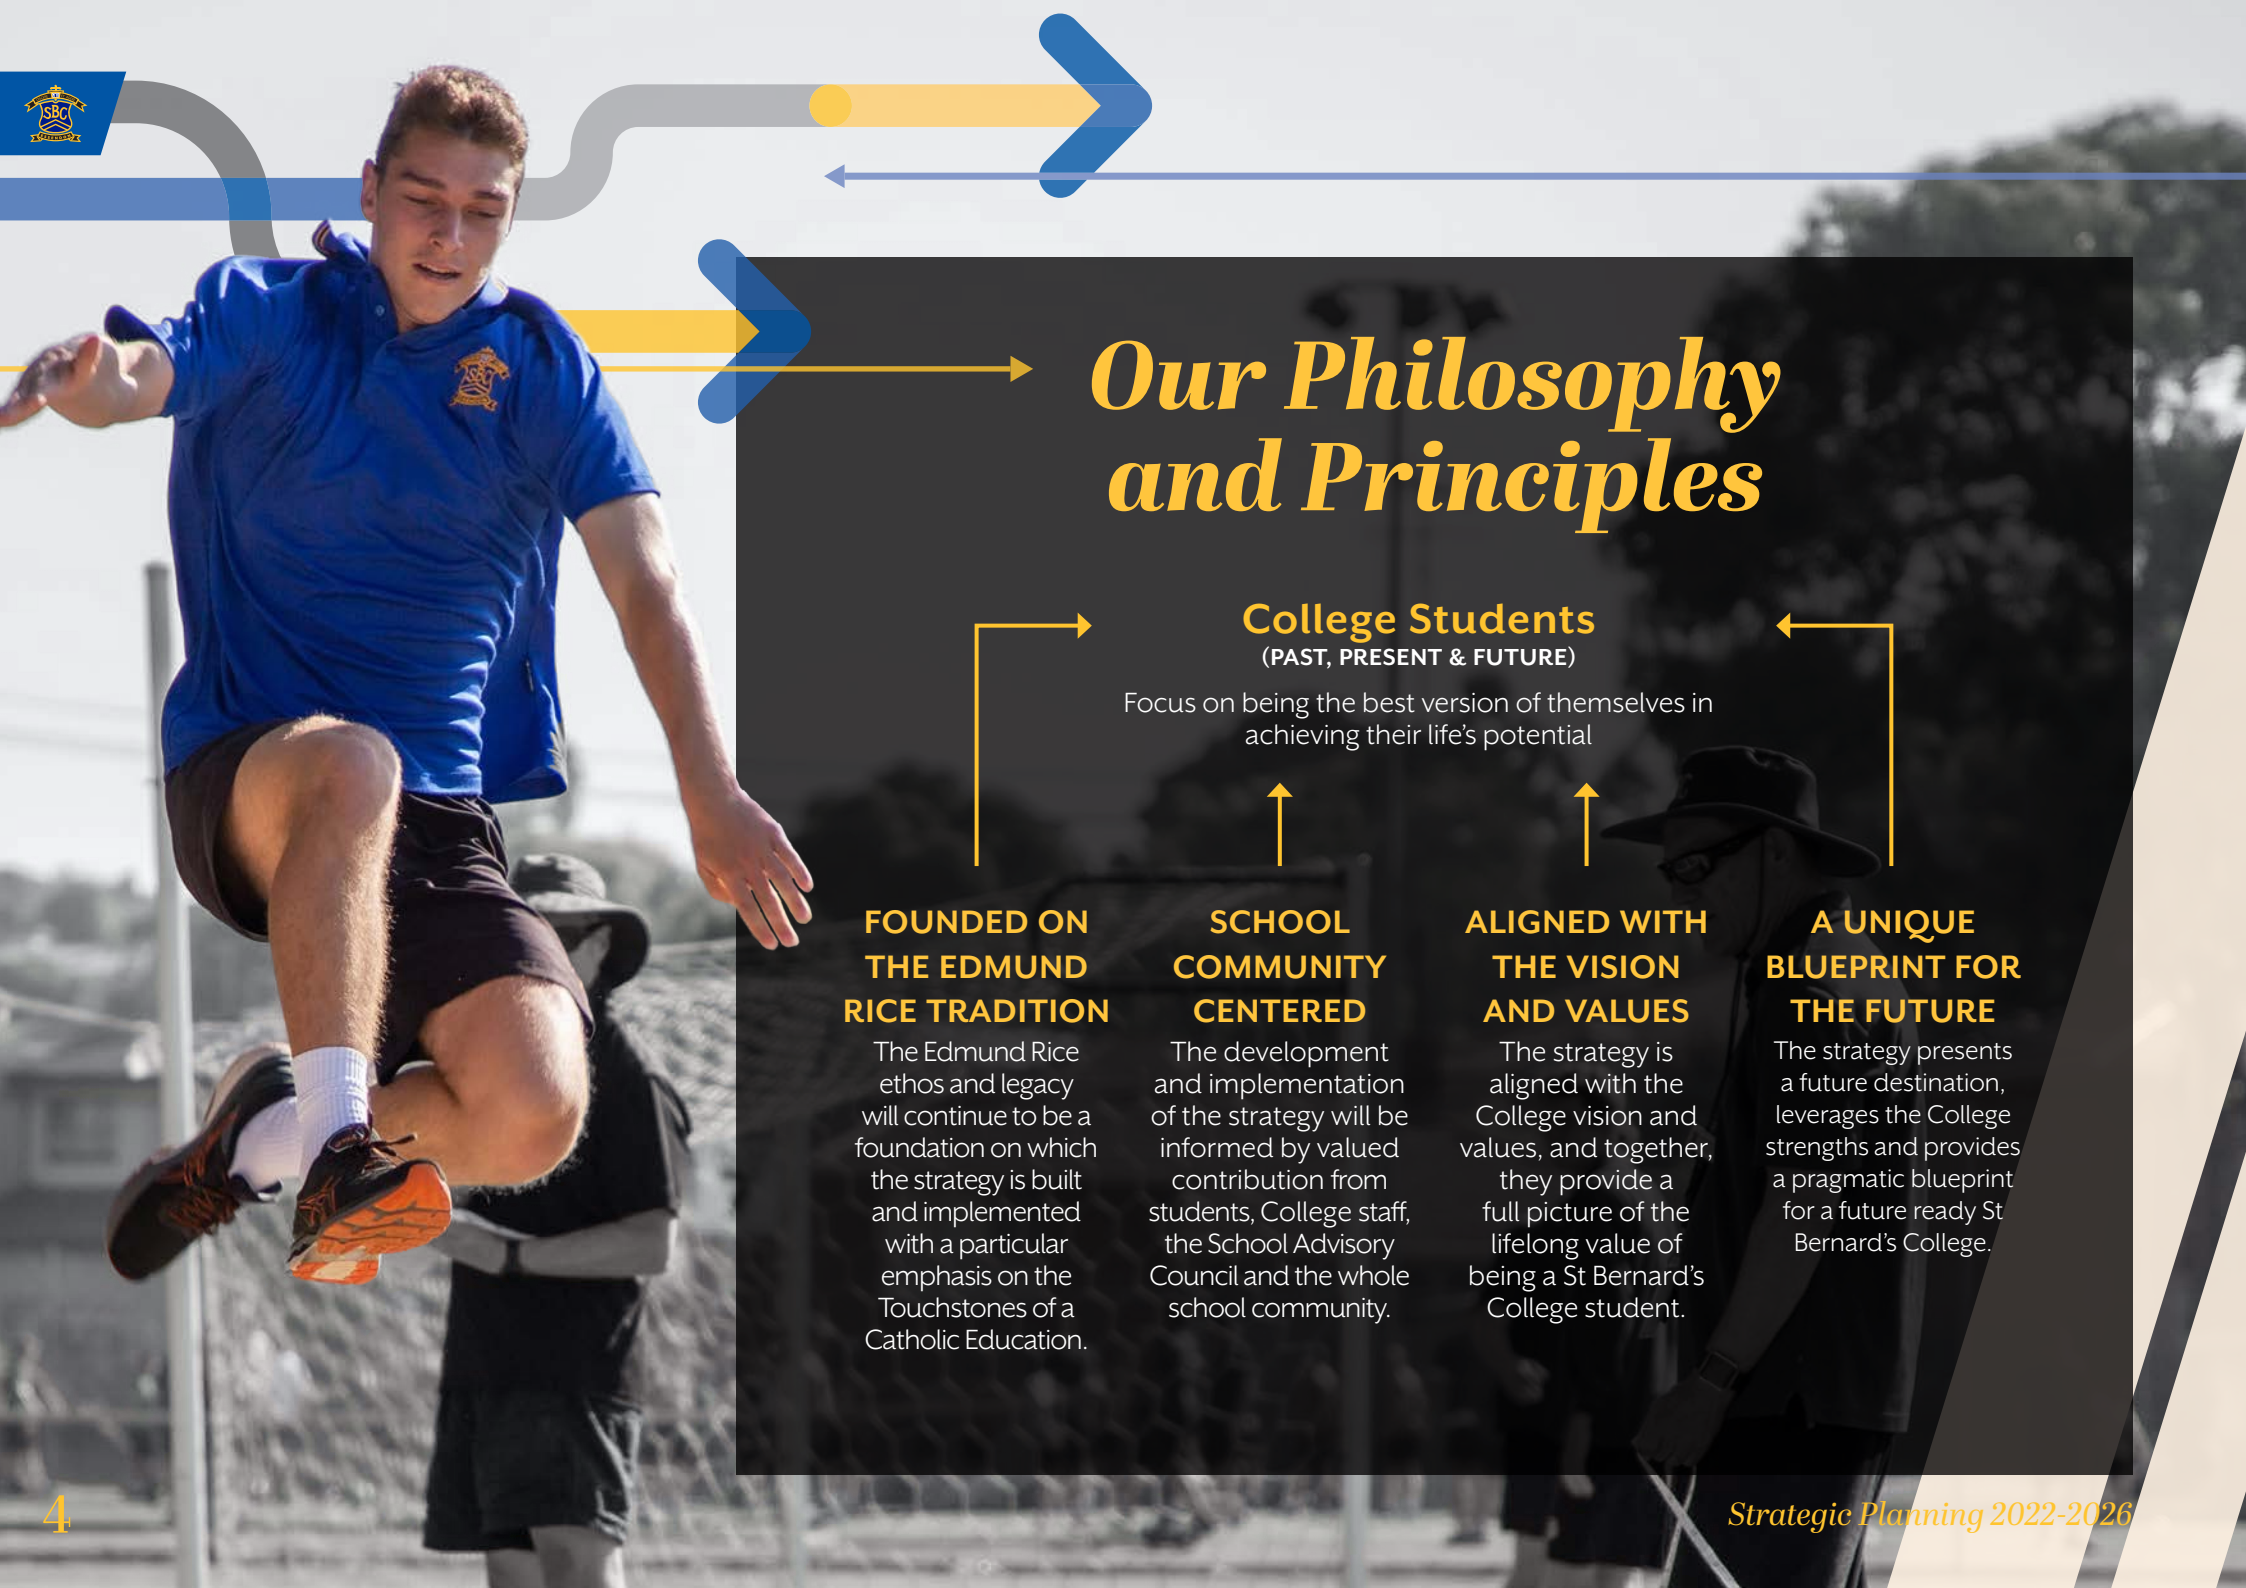 SBC
SBC
Our Philosophy
and Principles
College Students
(PAST, PRESENT & FUTURE)
Focus on being the best version of themselves in
achieving their life's potential
FOUNDED ON
THE EDMUND
RICE TRADITION
The Edmund Rice
ethos and legacy
will continue to be a
foundation on which
the strategy is built
and implemented
with a particular
emphasis on the
Touchstones of a
Catholic Education.
SCHOOL
COMMUNITY
CENTERED
The development
and implementation
of the strategy will be
informed by valued
contribution from
students, College staff,
the School Advisory
Council and the whole
school community.
ALIGNED WITH
THE VISION
AND VALUES
The strategy is
aligned with the
College vision and
values, and together,
they provide a
full picture of the
lifelong value of
being a St Bernard's
College student.
A UNIQUE
BLUEPRINT FOR
THE FUTURE
The strategy presents
a future destination,
leverages the College
strengths and provides
a pragmatic blueprint
for a future ready St
Bernard's College.
4
Strategic Planning 2022-2026